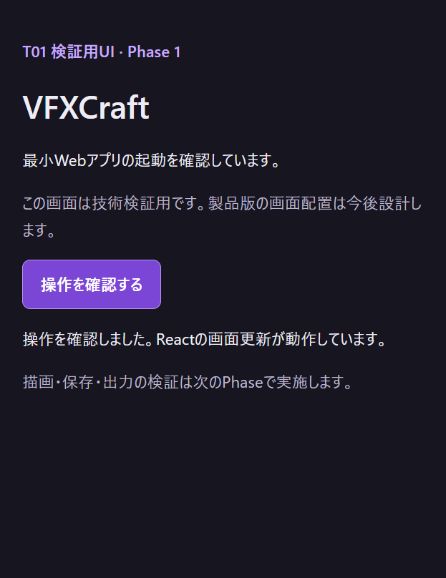 T01 検証用UI · Phase 1
VFXCraft
最小Webアプリの起動を確認しています。
この画面は技術検証用です。製品版の画面配置は今後設計し
ます。
操作を確認する
操作を確認しました。Reactの画面更新が動作しています。
描画・保存・出力の検証は次のPhaseで実施します。